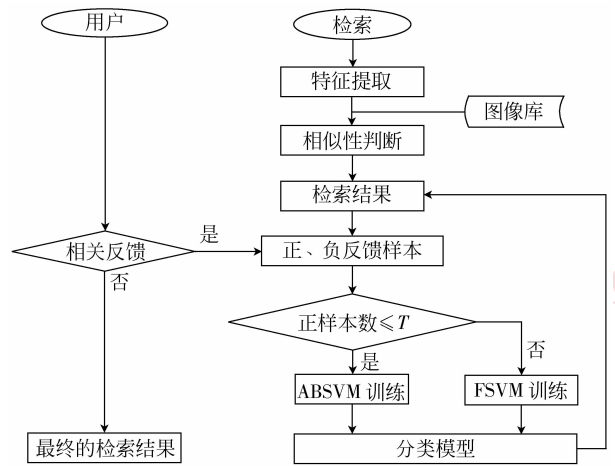 用户
检索
特征提取
图像库
相似性判断
检索结果
相关反馈
是
正、负反馈样本
否
正样本数≤T
是
否
ABSVM 训练
FSVM 训练
最终的检索结果
分类模型